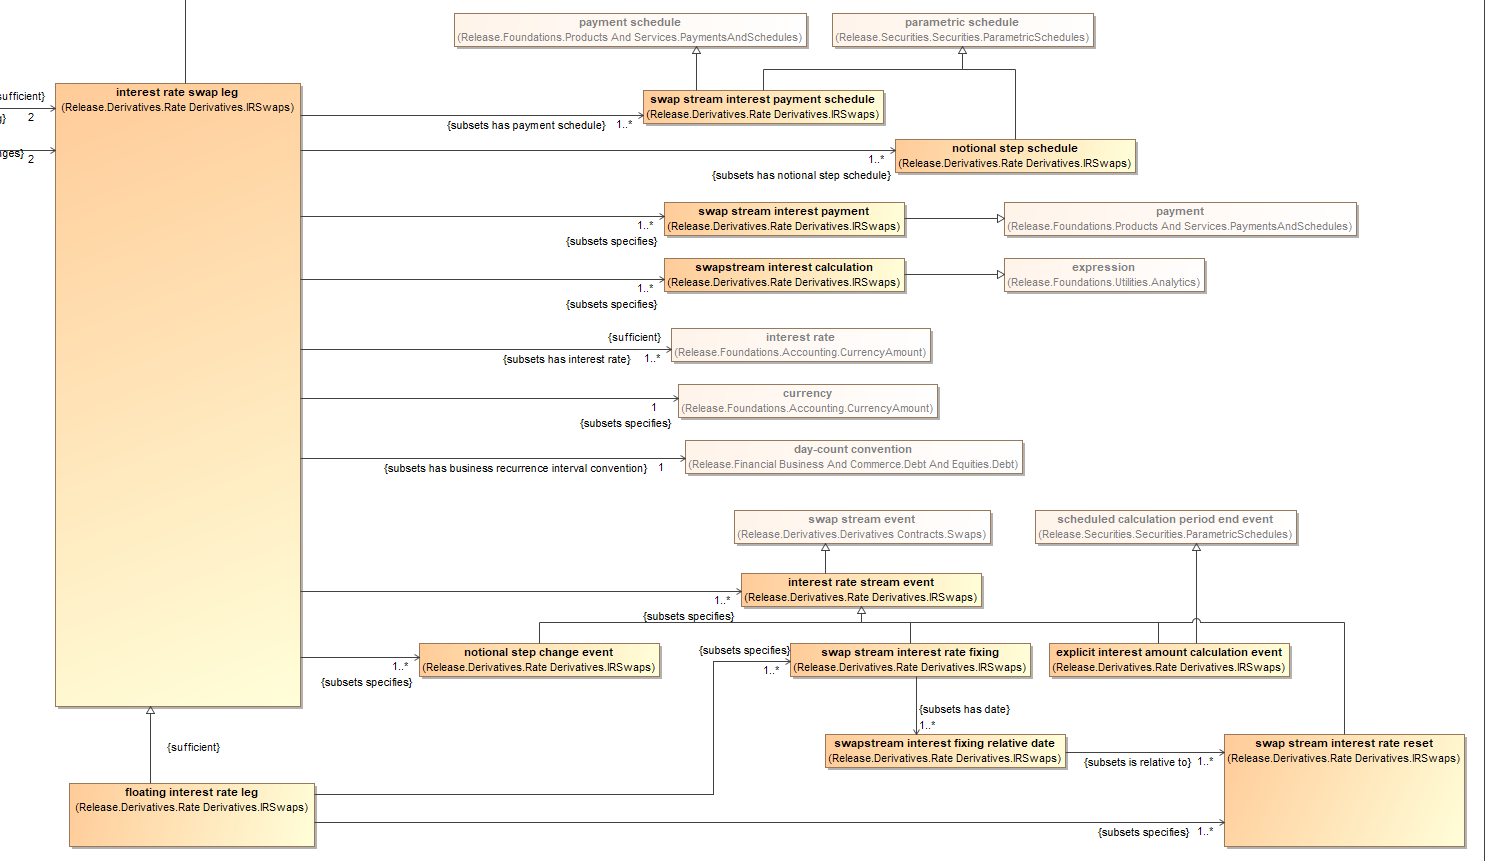 payment schedule
(Release.Foundations.Products And Services.PaymentsAndSchedules)
parametric schedule
(Release.Securities.Securities.ParametricSchedules)
interest rate swap leg
(Release.Derivatives.Rate Derivatives.IRSwaps)
sufficient}
g}
2
nges}
2
swap stream interest payment schedule
(Release.Derivatives.Rate Derivatives.IRSwaps)
{subsets has payment schedule}
1..*
notional step schedule
(Release.Derivatives.Rate Derivatives.IRSwaps)
1..*
{subsets has notional step schedule}
swap stream interest payment
(Release.Derivatives.Rate Derivatives.IRSwaps)
1..*
{subsets specifies}
payment
(Release.Foundations.Products And Services.PaymentsAndSchedules)
swapstream interest calculation
(Release.Derivatives.Rate Derivatives.IRSwaps)
1..*
{subsets specifies}
expression
(Release.Foundations.Utilities.Analytics)
{sufficient}
interest rate
(Release.Foundations.Accounting.CurrencyAmount)
{subsets has interest rate}
1..*
currency
(Release.Foundations.Accounting.CurrencyAmount)
1
{subsets specifies}
day-count convention
(Release.Financial Business And Commerce.Debt And Equities.Debt)
{subsets has business recurrence interval convention}
1
swap stream event
(Release.Derivatives.Derivatives Contracts.Swaps)
scheduled calculation period end event
(Release.Securities.Securities.ParametricSchedules)
interest rate stream event
(Release.Derivatives.Rate Derivatives.IRSwaps)
1..*
{subsets specifies}
notional step change event
(Release.Derivatives.Rate Derivatives.IRSwaps)
1..*
{subsets specifies}
{subsets specifies}
1..*
swap stream interest rate fixing
(Release.Derivatives.Rate Derivatives.IRSwaps)
explicit interest amount calculation event
(Release.Derivatives.Rate Derivatives.IRSwaps)
{subsets has date}
1..*
{sufficient}
swapstream interest fixing relative date
(Release.Derivatives.Rate Derivatives.IRSwaps)
{subsets is relative to}
1..*
swap stream interest rate reset
(Release.Derivatives.Rate Derivatives.IRSwaps)
floating interest rate leg
(Release.Derivatives.Rate Derivatives.IRSwaps)
{subsets specifies}
1..*